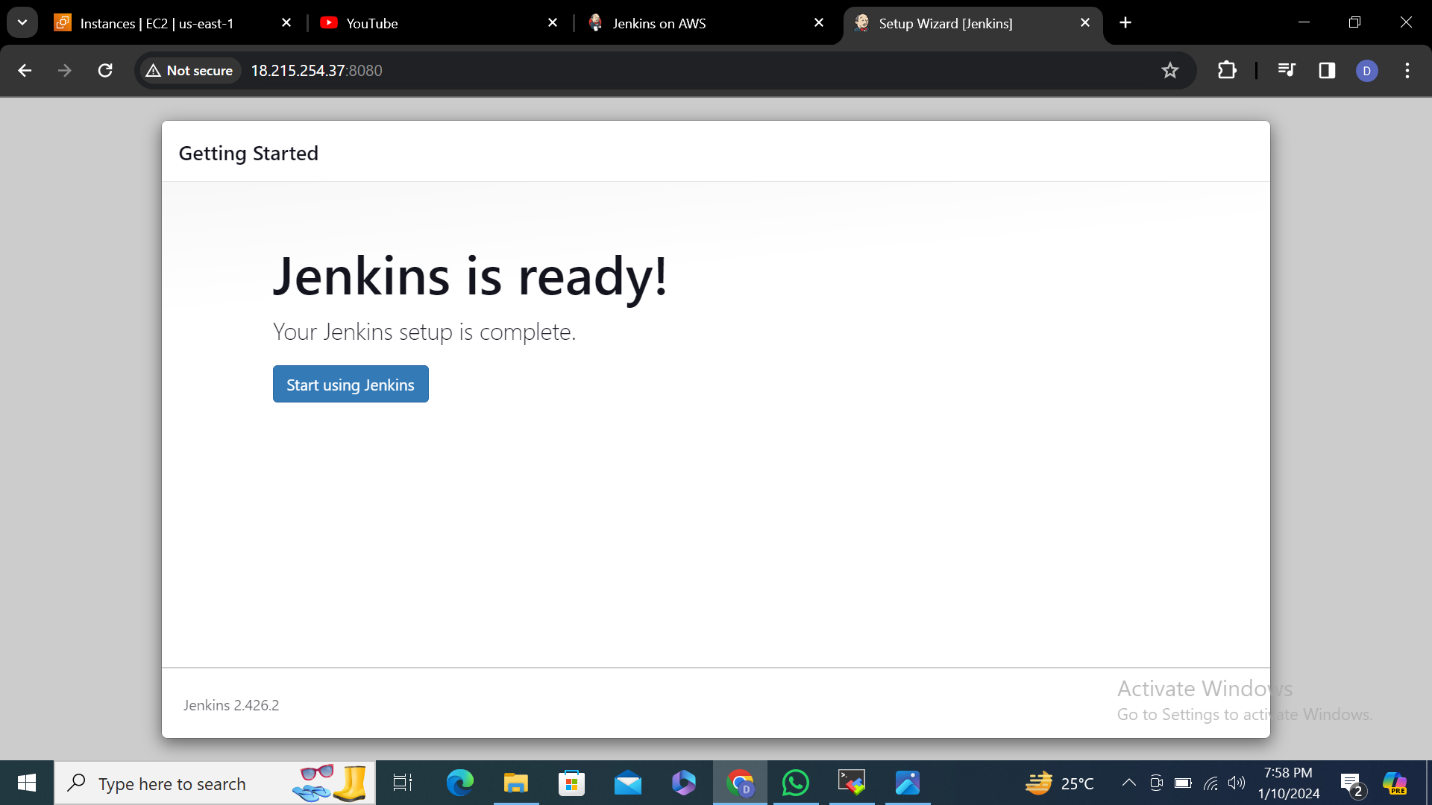 Instances | EC2 | us-east-1
YouTube
Jenkins on AWS
Setup Wizard [Jenkins]
Not secure
18.215.254.37:8080
D
Getting Started
Jenkins is ready!
Your Jenkins setup is complete.
Start using Jenkins
Jenkins 2.426.2
Activate Windows
Go to Settings to activate Windows.
Type here to search
D
25°C
7:58 PM
1/10/2024
2
PRE